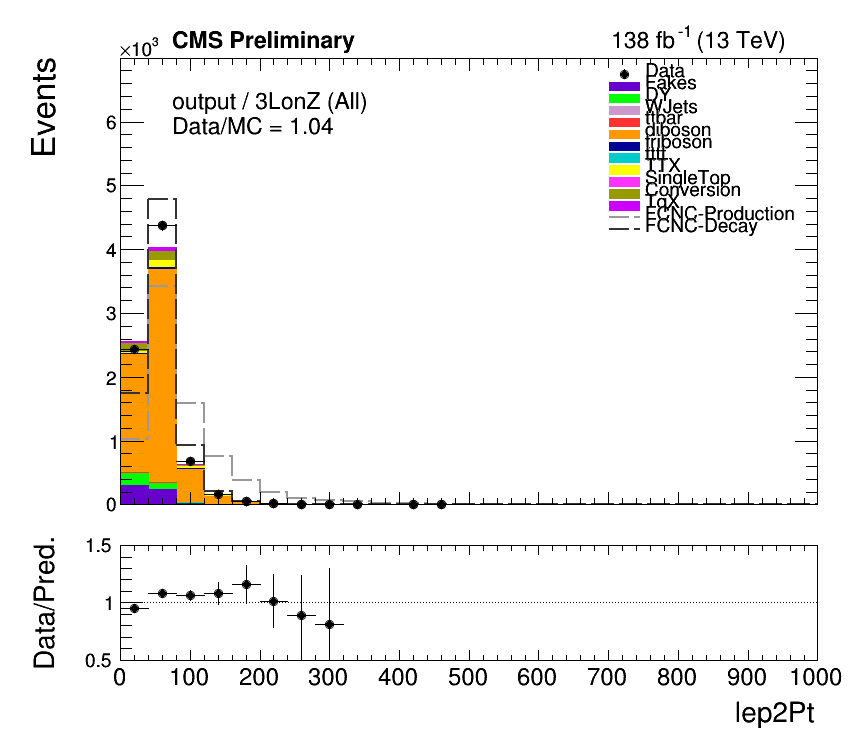 ×10³ CMS Preliminary 138 fb⁻¹ (13 TeV)
Events
output / 3LonZ (All)
Data/MC = 1.04
Data
Fakes
DY
WJets
ttbar
diboson
triboson
tttt
TTX
SingleTop
Conversion
TqX
FCNC-Production
FCNC-Decay
6
5
4
3
2
1
0
Data/Pred.
1.5
1
0.5
0 100 200 300 400 500 600 700 800 900 1000
lep2Pt